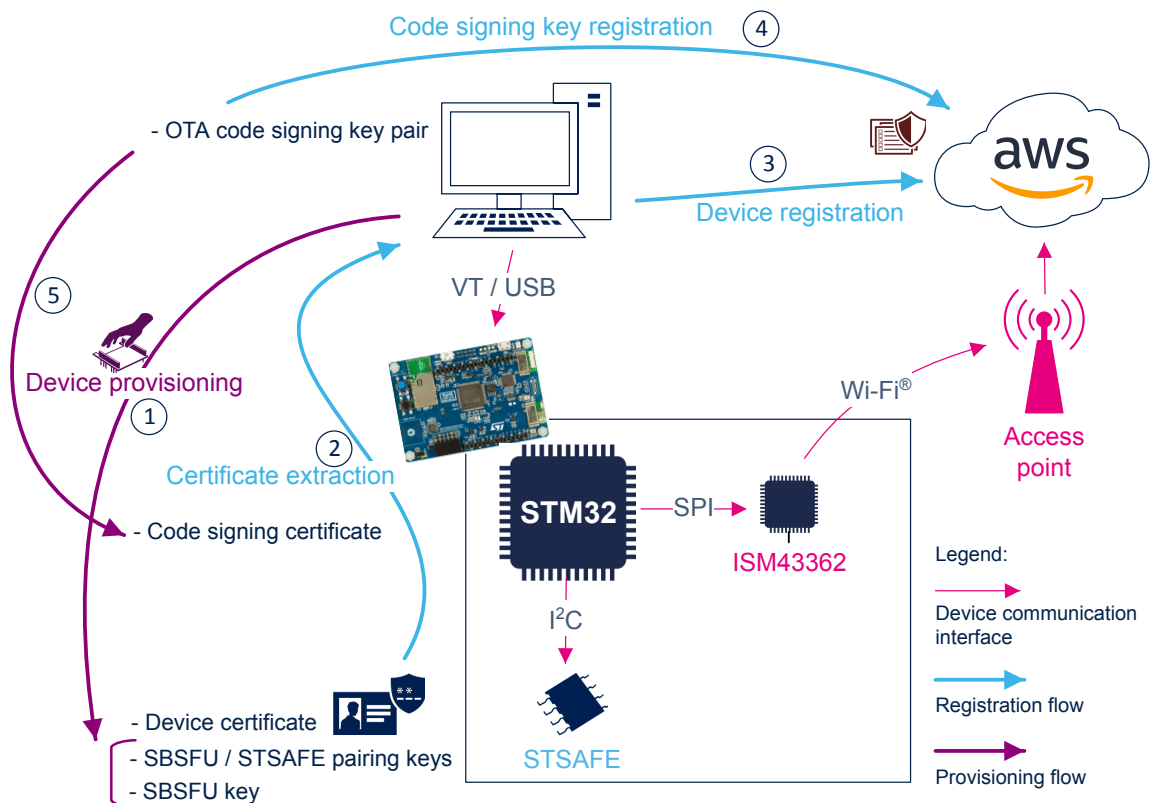 Code signing key registration
4
- OTA code signing key pair
aws
3
Device registration
VT / USB
5
Device provisioning
1
Wi-Fi®
Access
point
2
Certificate extraction
STM32
SPI
- Code signing certificate
ISM43362
Legend:
Device communication
interface
I²C
Registration flow
- Device certificate
**
- SBSFU / STSAFE pairing keys
STSAFE
- SBSFU key
Provisioning flow